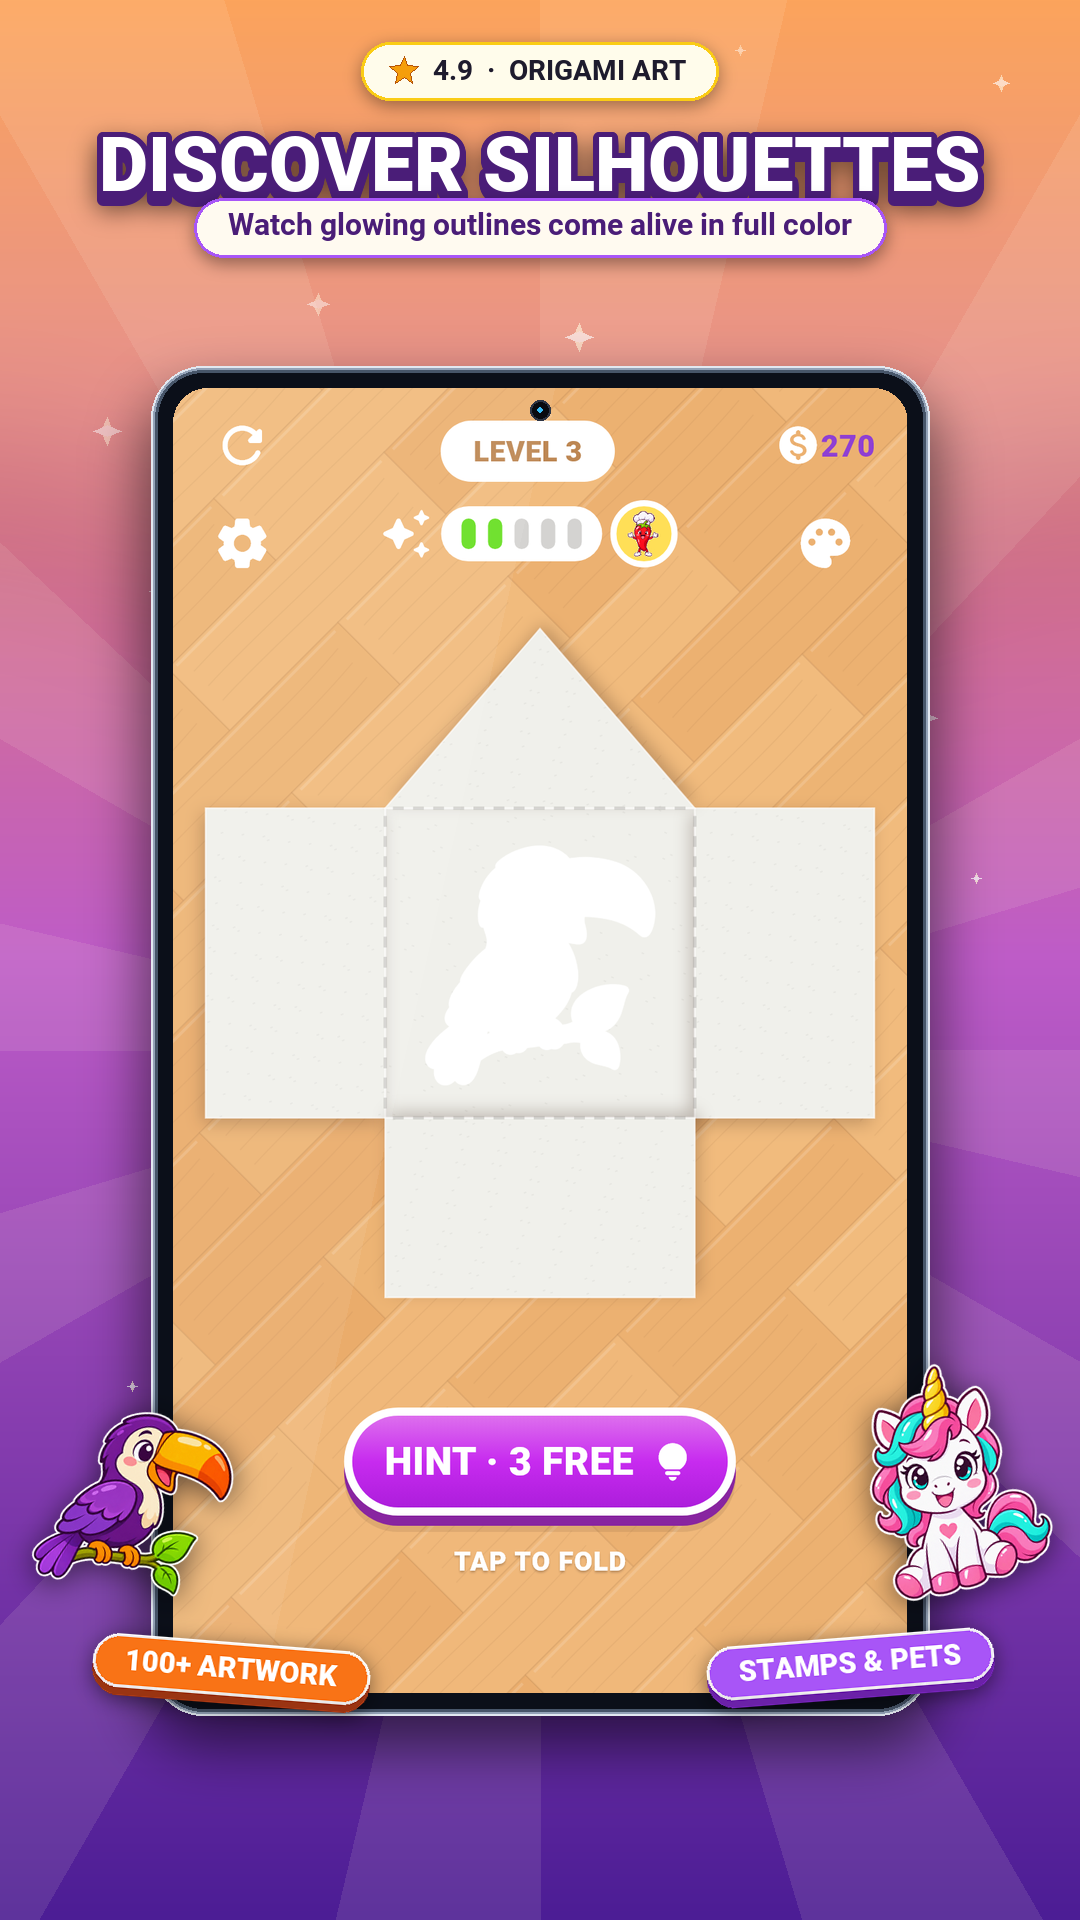 4.9 · ORIGAMI ART
DISCOVER SILHOUETTES
Watch glowing outlines come alive in full color
LEVEL 3
270
HINT · 3 FREE
TAP TO FOLD
100+ ARTWORK
STAMPS & PETS